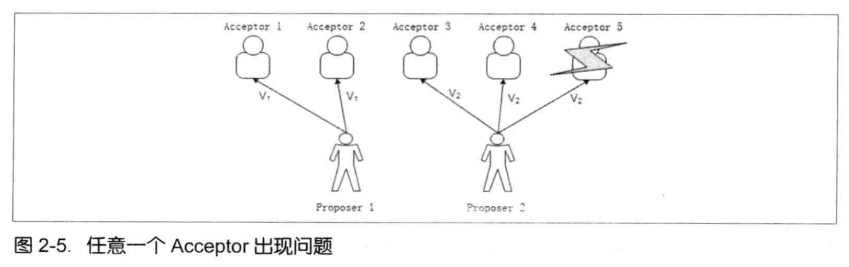 Acceptor 1 Acceptor 2 Acceptor 3 Acceptor 4 Acceptor 5
V₁ V₁ V₂ V₂ V₂
Proposer 1 Proposer 2
图 2-5. 任意一个 Acceptor 出现问题